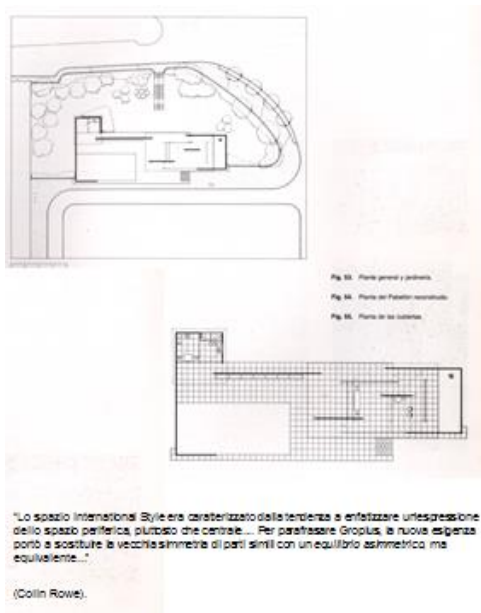 Fig. 53. Planta general y jardinería.
Fig. 54. Planta del Pabellón reconstruido.
Fig. 55. Planta de las cubiertas.
"Lo spazio International Style era caratterizzato dalla tendenza a enfatizzare un'espressione
dello spazio periferica, piuttosto che centrale.... Per parafrasare Gropius, la nuova esigenza
portò a sostituire la vecchia simmetria di parti simili con un equilibrio asimmetrico, ma
equivalente..."
(Colin Rowe).